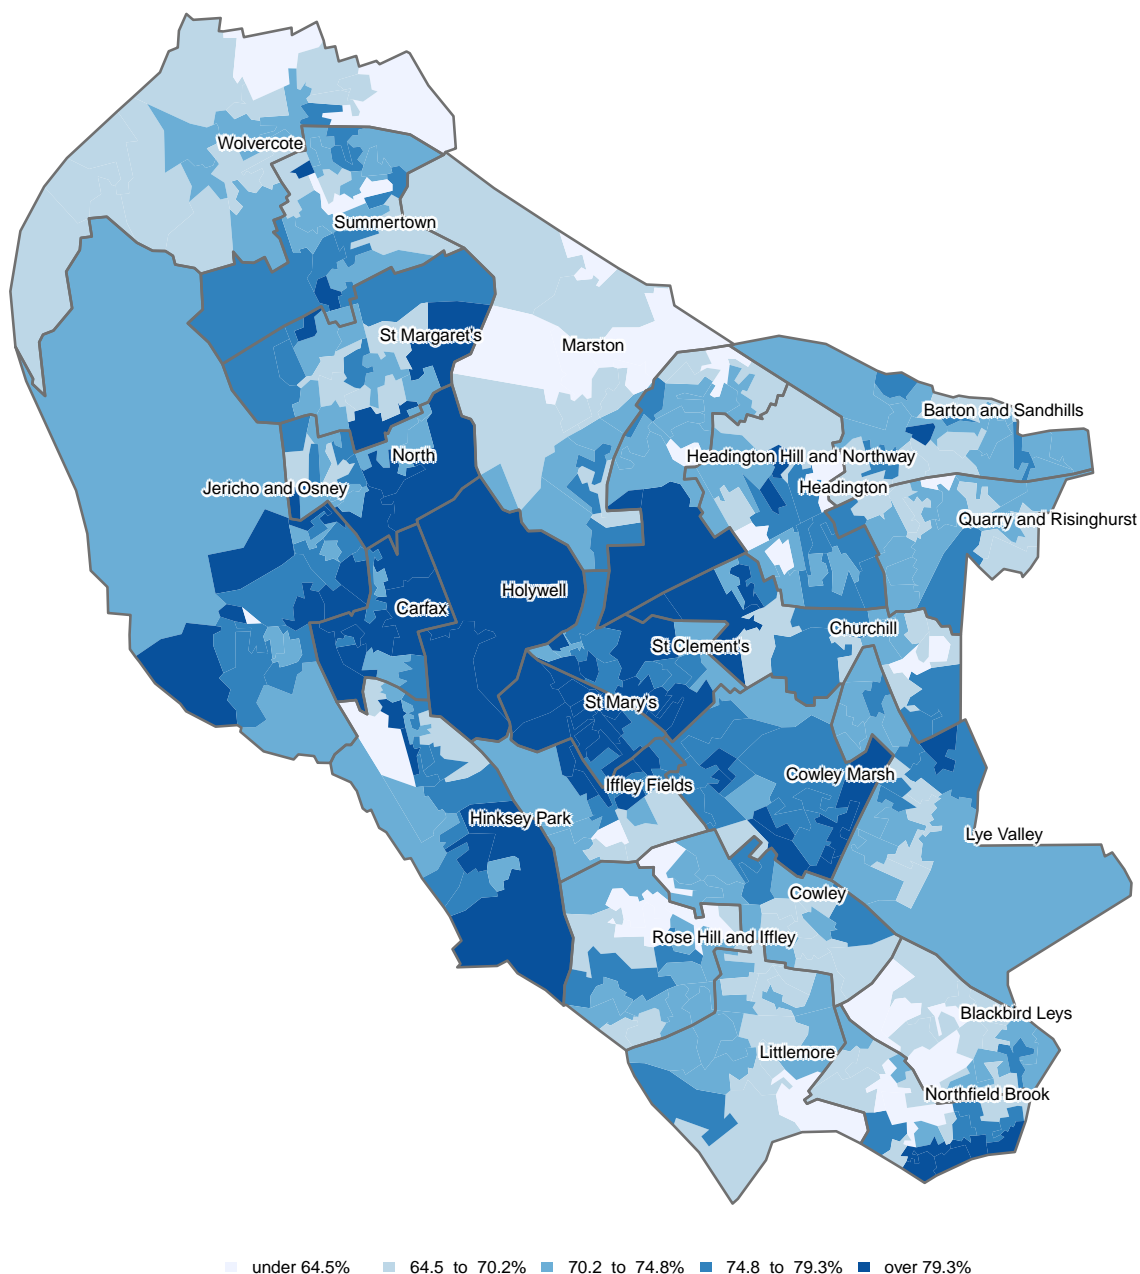 Wolvercote
Summertown
St Margaret's
Marston
Barton and Sandhills
North
Headington Hill and Northway
Jericho and Osney
Headington
Quarry and Risinghurst
Holywell
Carfax
Churchill
St Clement's
St Mary's
Cowley Marsh
Iffley Fields
Hinksey Park
Lye Valley
Cowley
Rose Hill and Iffley
Blackbird Leys
Littlemore
Northfield Brook
under 64.5% 64.5 to 70.2% 70.2 to 74.8% 74.8 to 79.3% over 79.3%